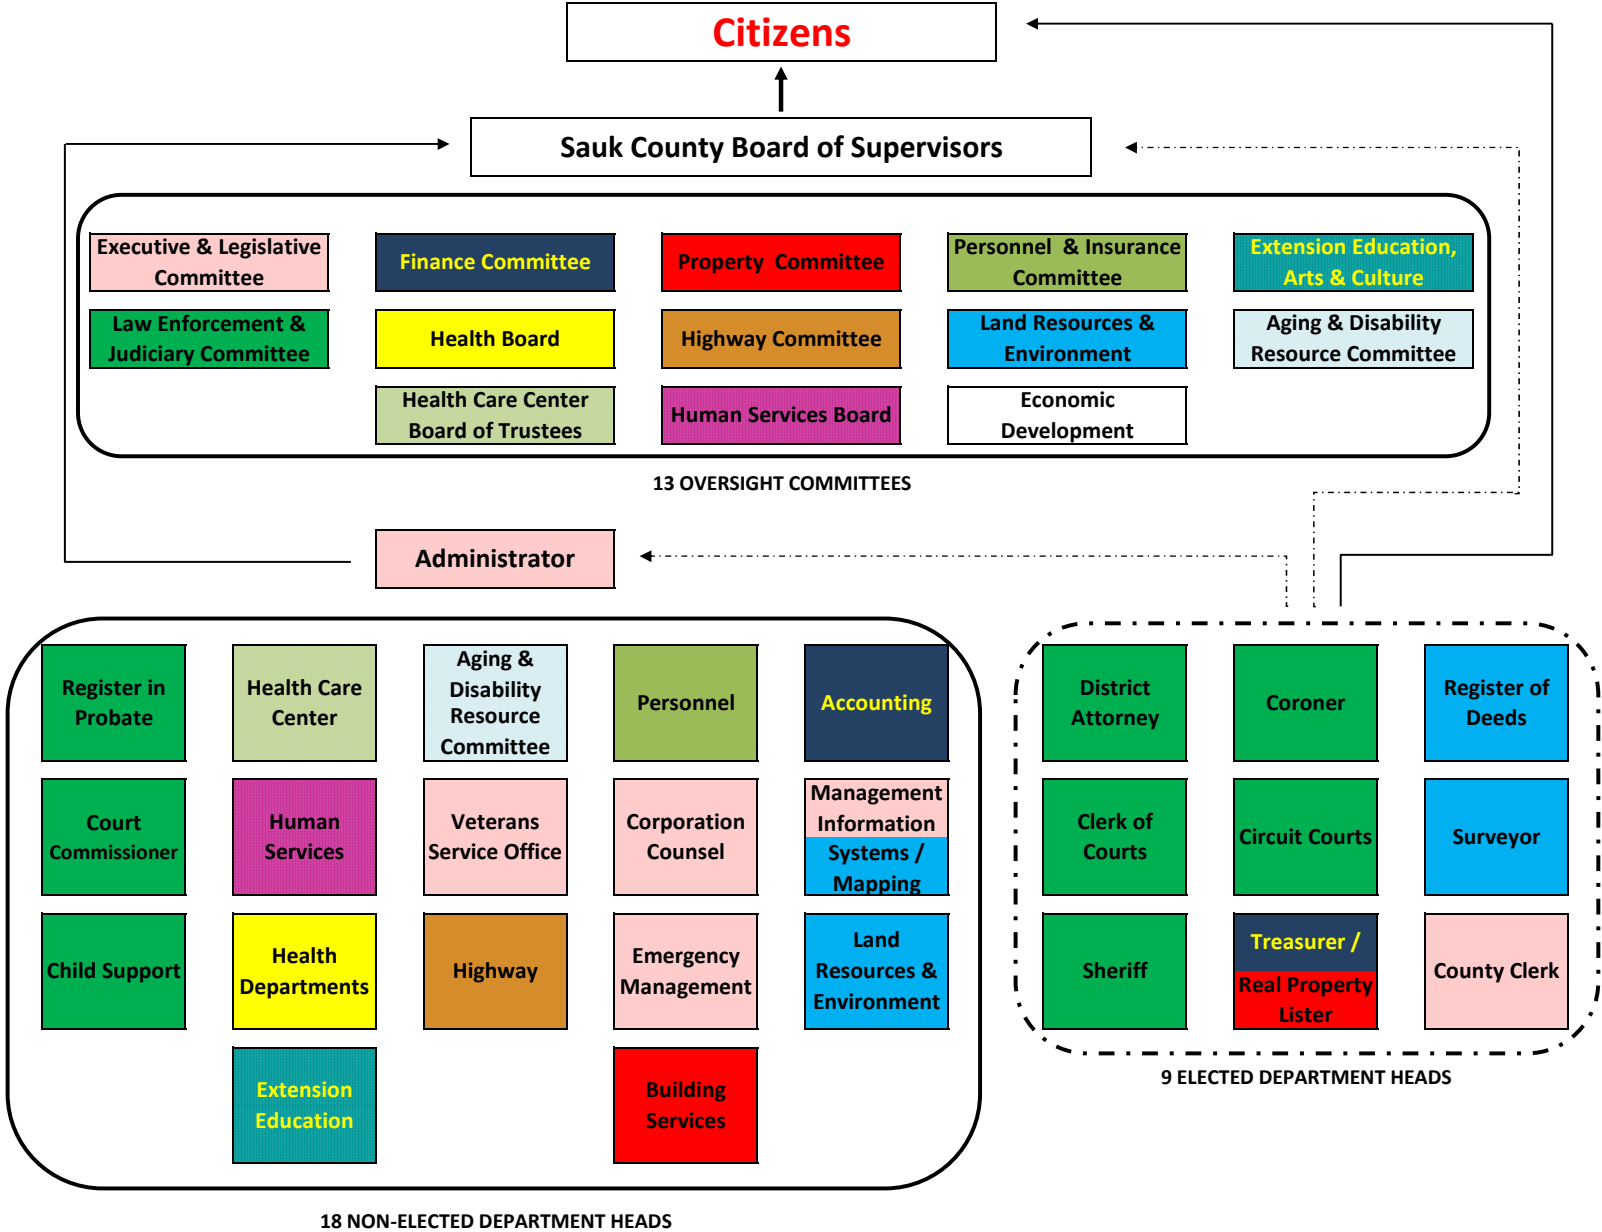 Citizens
Sauk County Board of Supervisors
Executive & Legislative
Committee
Finance Committee
Property Committee
Personnel & Insurance
Committee
Extension Education,
Arts & Culture
Law Enforcement &
Judiciary Committee
Health Board
Highway Committee
Land Resources &
Environment
Aging & Disability
Resource Committee
Health Care Center
Board of Trustees
Human Services Board
Economic
Development
13 OVERSIGHT COMMITTEES
Administrator
Register in
Probate
Health Care
Center
Aging &
Disability
Resource
Committee
Personnel
Accounting
Court
Commissioner
Human
Services
Veterans
Service Office
Corporation
Counsel
Management
Information
Systems /
Mapping
Child Support
Health
Departments
Highway
Emergency
Management
Land
Resources &
Environment
Extension
Education
Building
Services
18 NON-ELECTED DEPARTMENT HEADS
District
Attorney
Coroner
Register of
Deeds
Clerk of
Courts
Circuit Courts
Surveyor
Sheriff
Treasurer /
Real Property
Lister
County Clerk
9 ELECTED DEPARTMENT HEADS